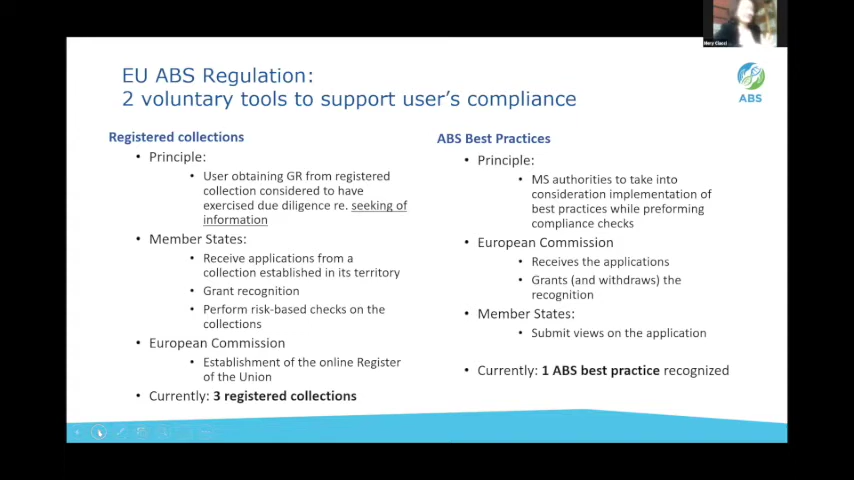 EU ABS Regulation:
2 voluntary tools to support user's compliance
ABS
Registered collections
• Principle:
• User obtaining GR from registered
collection considered to have
exercised due diligence re. seeking of
information
• Member States:
• Receive applications from a
collection established in its territory
• Grant recognition
• Perform risk-based checks on the
collections
• European Commission
• Establishment of the online Register
of the Union
• Currently: 3 registered collections
ABS Best Practices
• Principle:
• MS authorities to take into
consideration implementation of
best practices while preforming
compliance checks
• European Commission
• Receives the applications
• Grants (and withdraws) the
recognition
• Member States:
• Submit views on the application
• Currently: 1 ABS best practice recognized